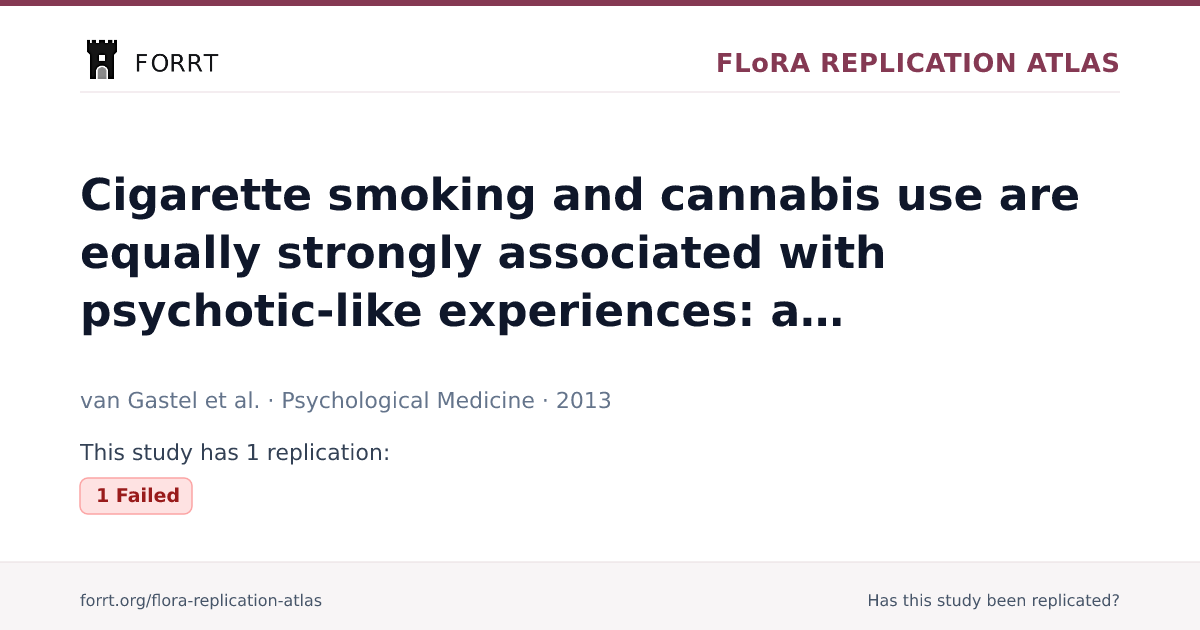 FORRT
FLoRA REPLICATION ATLAS
Cigarette smoking and cannabis use are
equally strongly associated with
psychotic-like experiences: a…
van Gastel et al. · Psychological Medicine · 2013
This study has 1 replication:
1 Failed
forrt.org/flora-replication-atlas
Has this study been replicated?